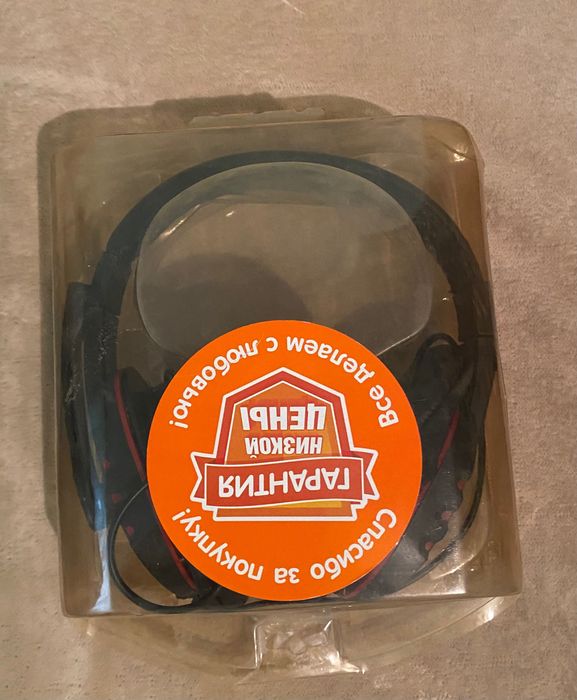 Спасибо за покупку!
ГАРАНТИЯ
НИЗКОЙ
ЦЕНЫ
Все делаем с любовью!